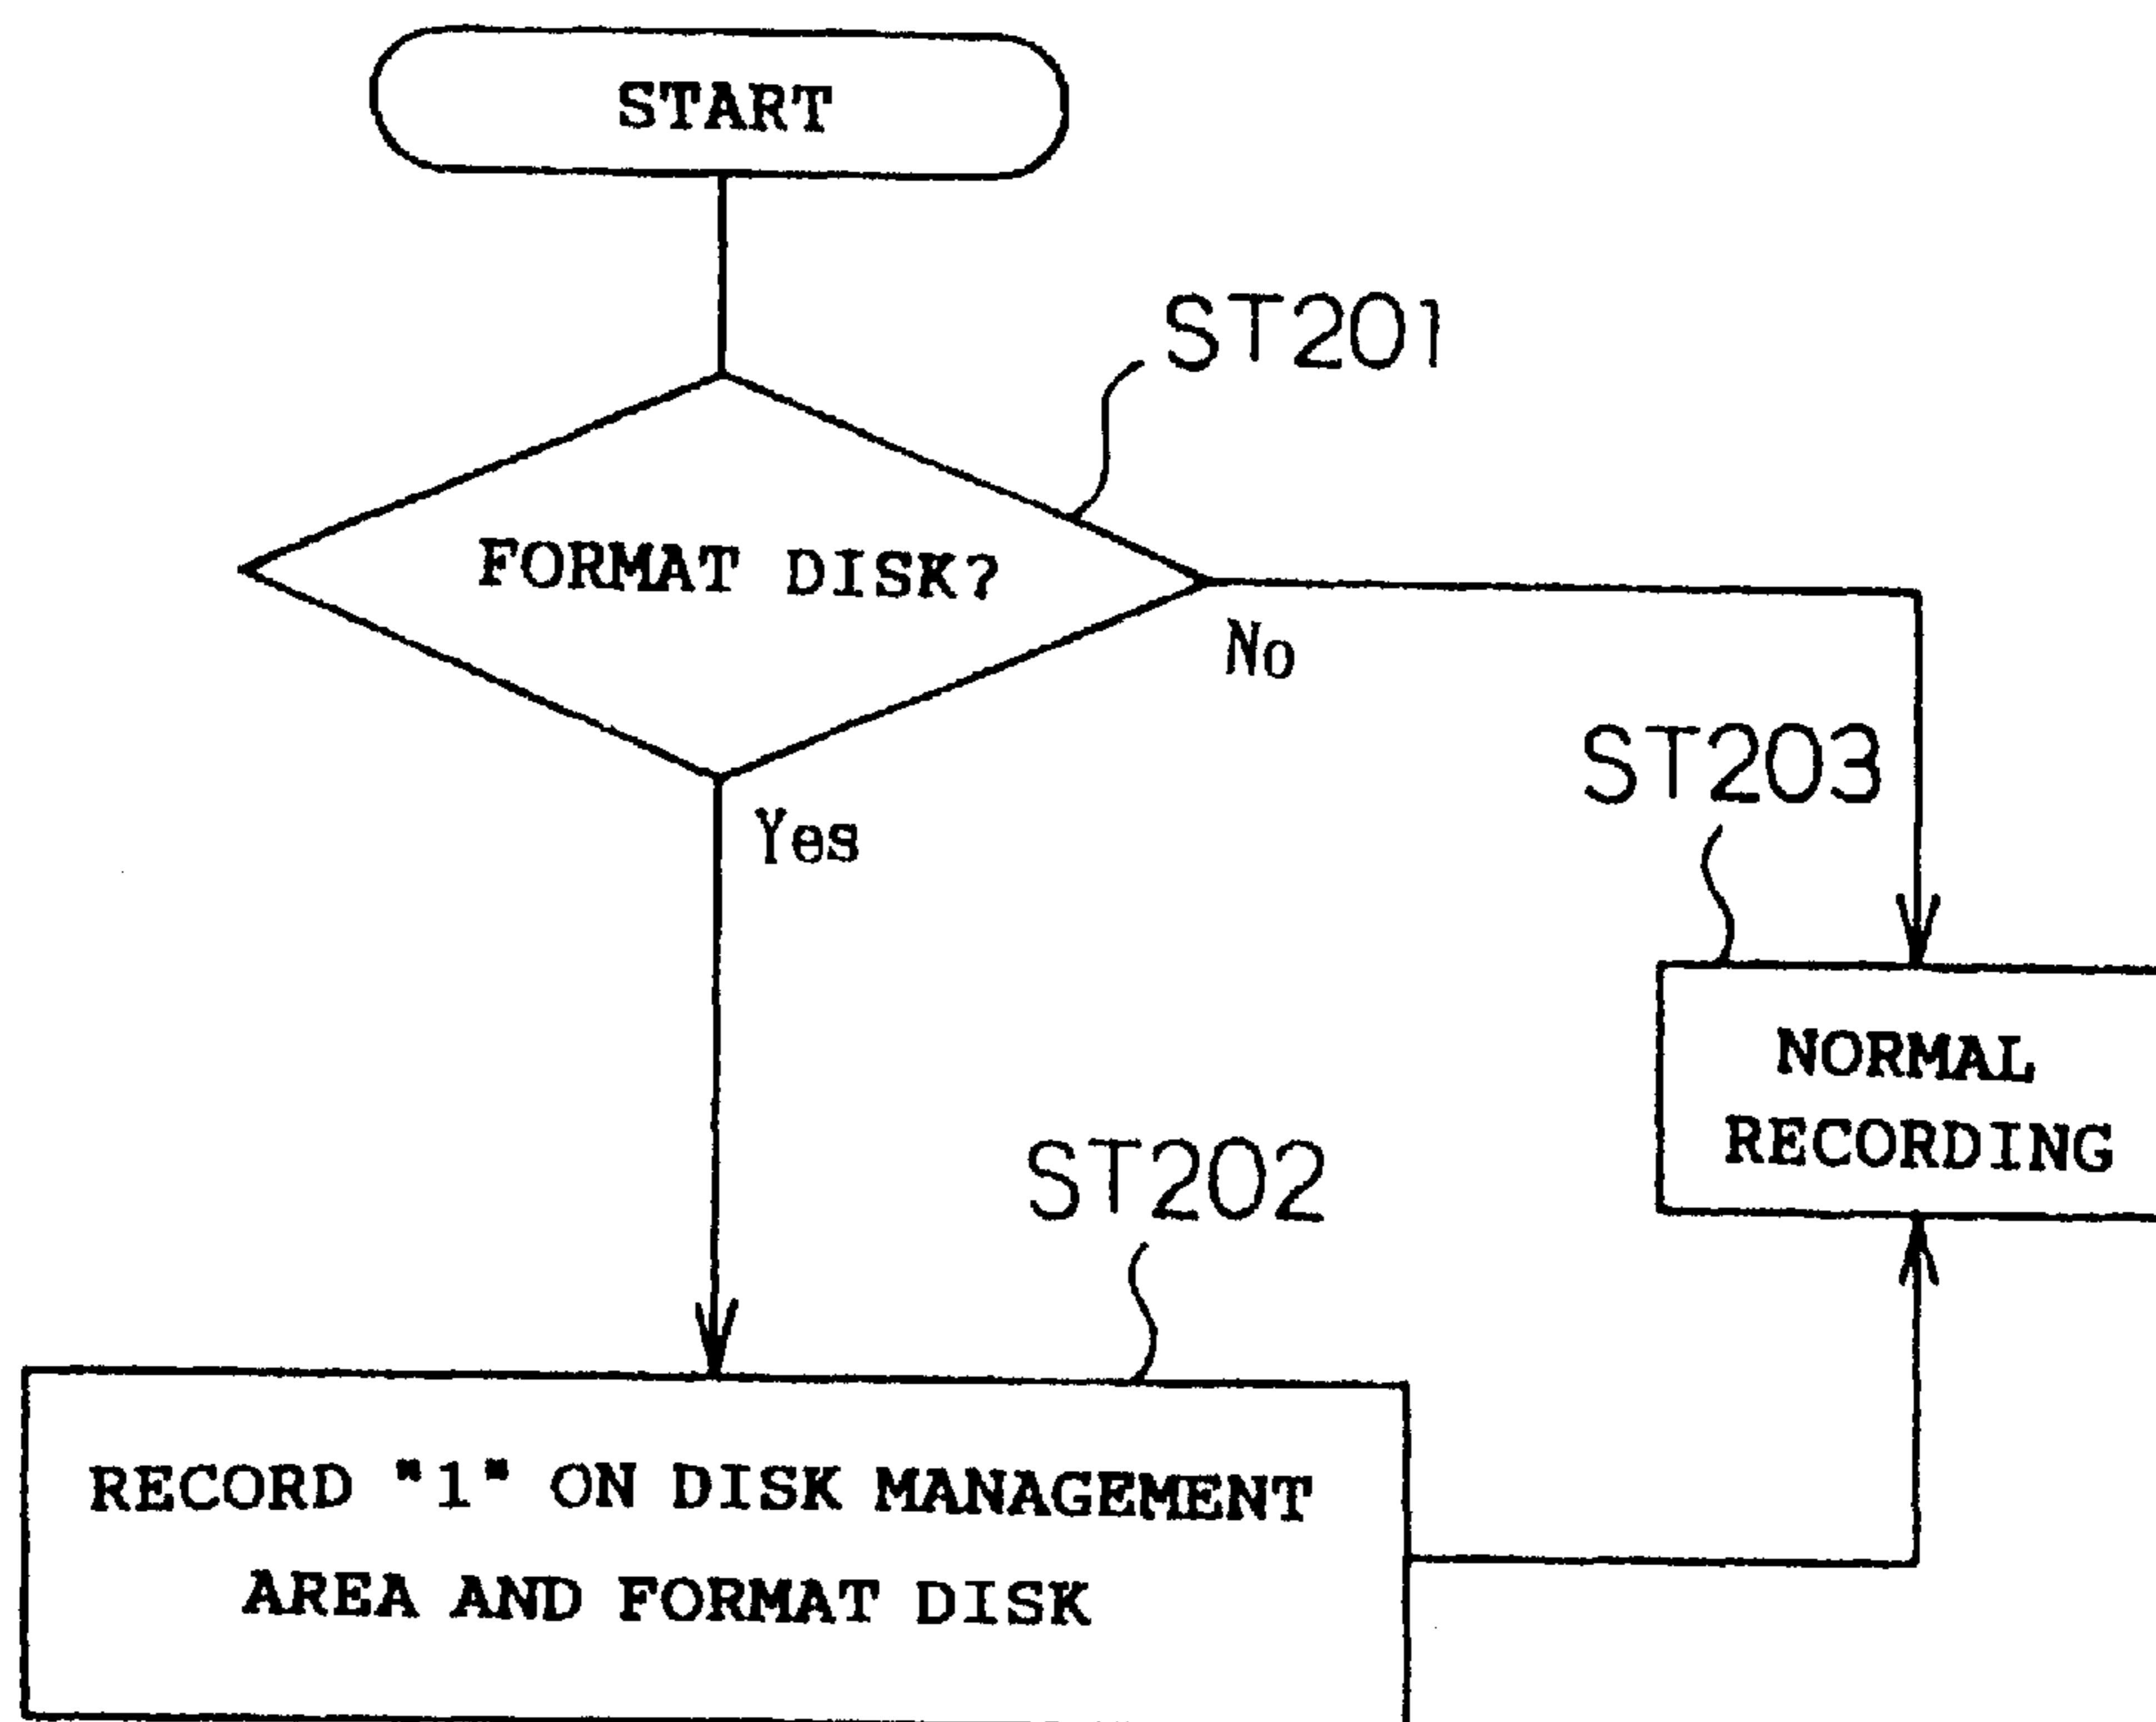 START
ST201
FORMAT DISK?
No
ST203
Yes
NORMAL
RECORDING
ST202
RECORD "1" ON DISK MANAGEMENT
AREA AND FORMAT DISK